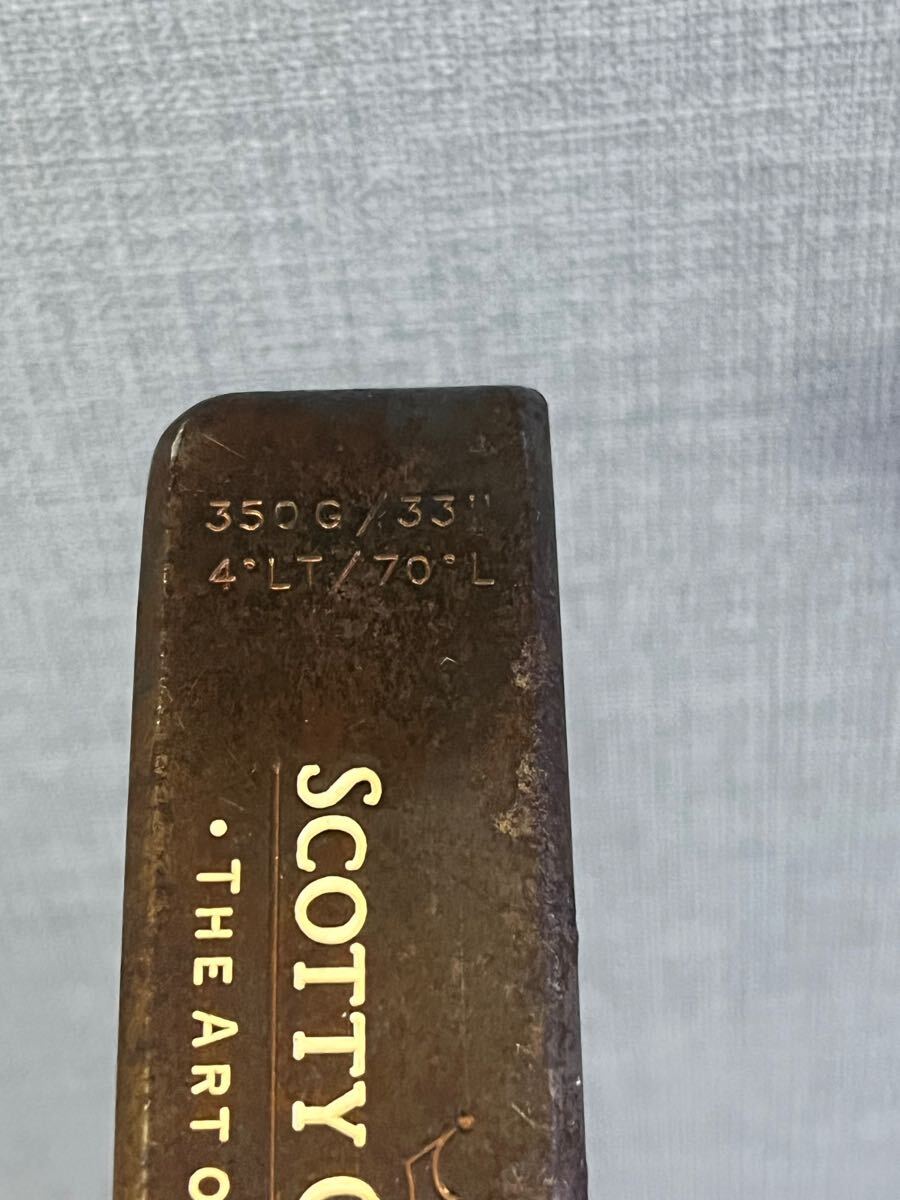 350G/33"
4°LT/70°L
SCOTTY
• THE ART